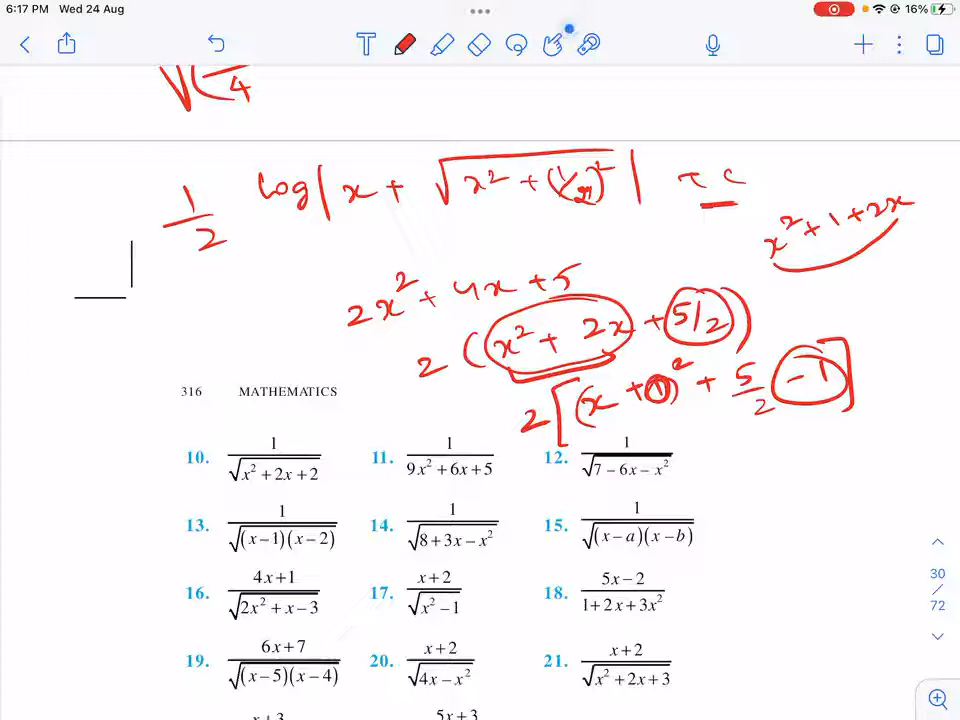 6:17 PM Wed 24 Aug 16%
√( /4
1/2 log|x + √(x² + (1/2)²)| + C
x² + 1 + 2x
2x² + 4x + 5
2 (x² + 2x + 5/2)
2[(x + 1)² + 5/2 - 1]
316 MATHEMATICS
10. 1/√(x² + 2x + 2) 11. 1/(9x² + 6x + 5) 12. 1/√(7 – 6x – x²)
13. 1/√((x – 1)(x – 2)) 14. 1/√(8 + 3x – x²) 15. 1/√((x – a)(x – b))
16. (4x + 1)/√(2x² + x – 3) 17. (x + 2)/√(x² – 1) 18. (5x – 2)/(1 + 2x + 3x²)
19. (6x + 7)/√((x – 5)(x – 4)) 20. (x + 2)/√(4x – x²) 21. (x + 2)/√(x² + 2x + 3)
x + 3 5x + 3
30
/
72